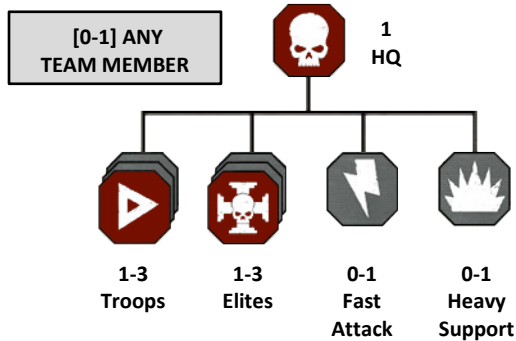 [0-1] ANY
TEAM MEMBER
1
HQ
1-3
Troops
1-3
Elites
0-1
Fast
Attack
0-1
Heavy
Support